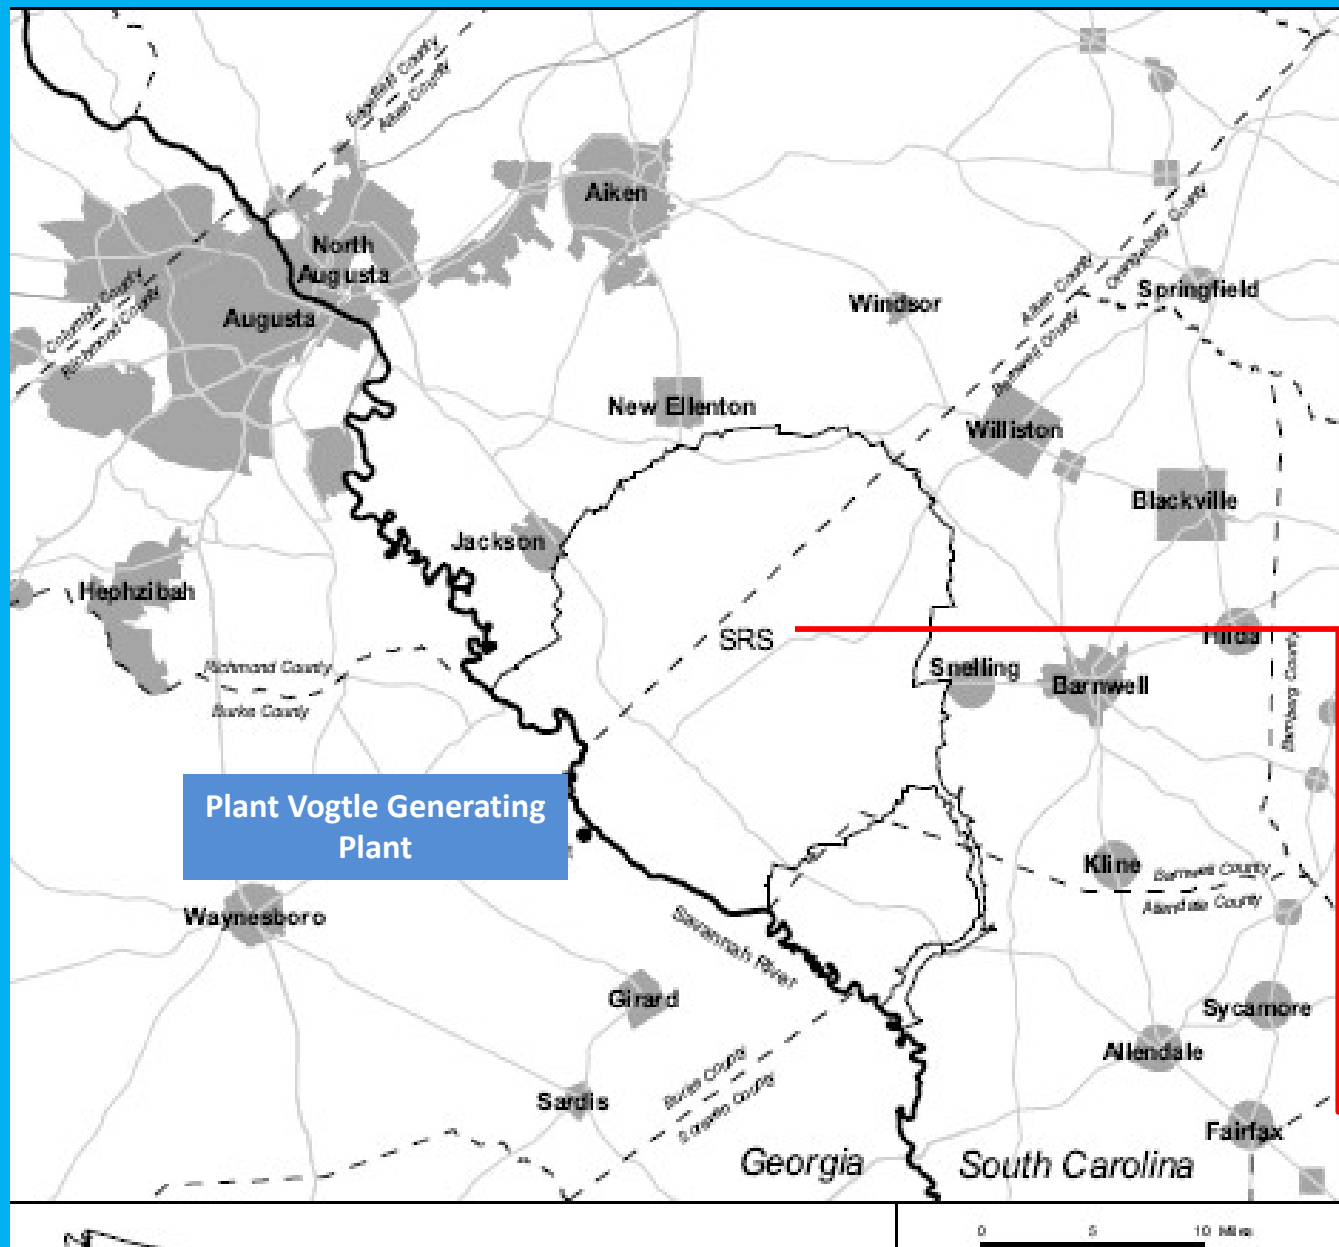 Edgefield County
Aiken County
Aiken
North
Augusta
Augusta
Columbia County
Richmond County
Windsor
Aiken County
Orangeburg County
Barnwell County
Springfield
New Ellenton
Williston
Blackville
Jackson
Hephzibah
SRS
Hilda
Snelling
Barnwell
Bamberg County
Richmond County
Burke County
Plant Vogtle Generating
Plant
Kline
Barnwell County
Allendale County
Waynesboro
Savannah River
Girard
Sycamore
Allendale
Sardis
Burke County
Screven County
Fairfax
Georgia
South Carolina
0 5 10 Miles